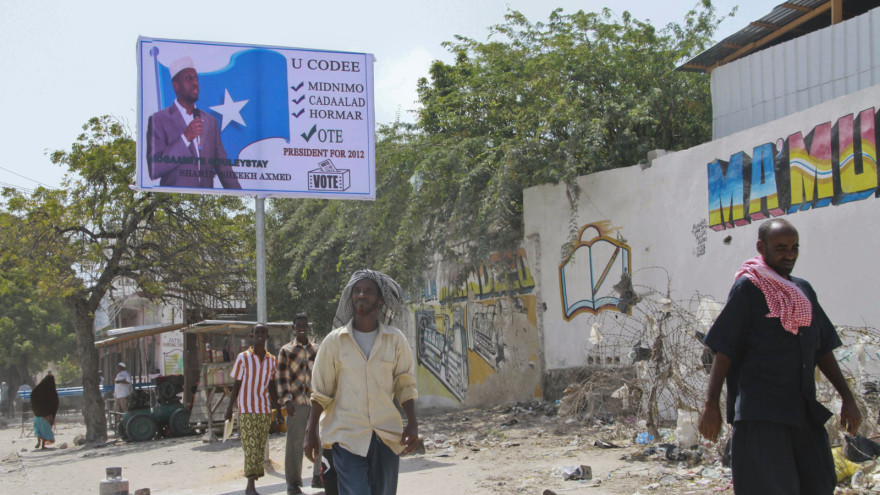 U CODEE
MIDNIMO
CADAALAD
HORMAR
VOTE
PRESIDENT FOR 2012
SHARIF SHEEKH AXMED
VOTE
MA'MU